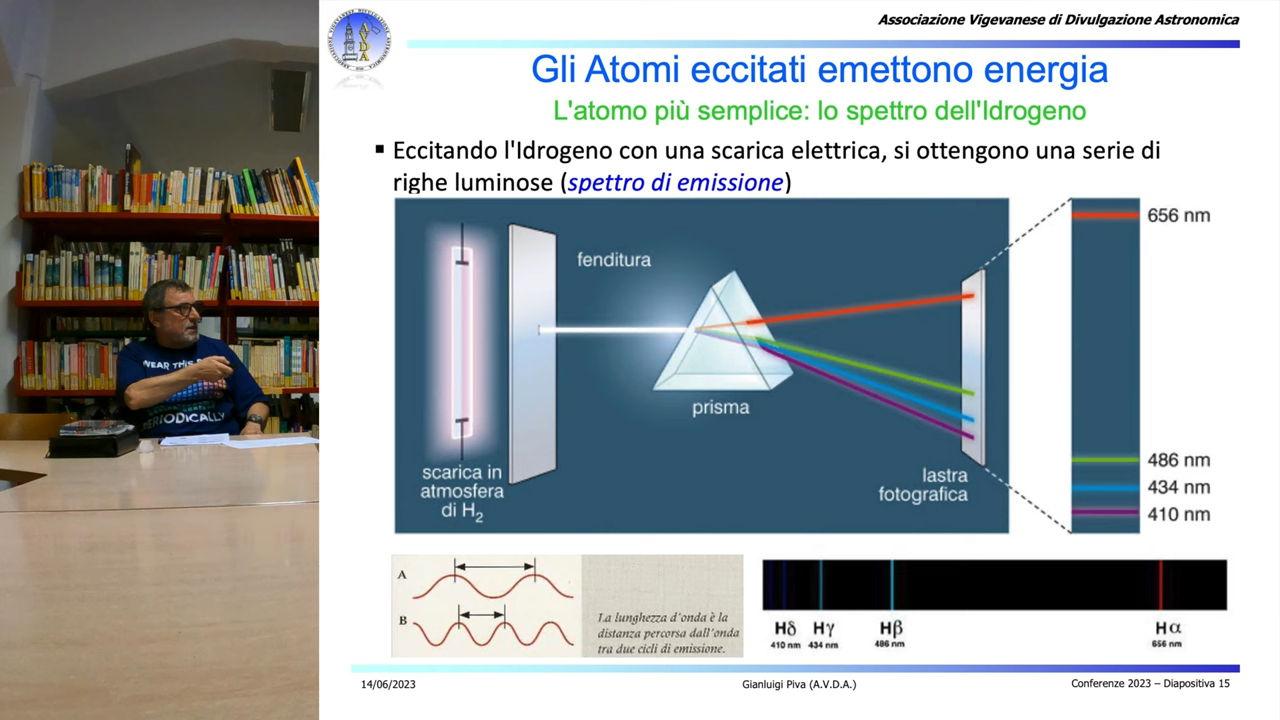 Associazione Vigevanese di Divulgazione Astronomica
AVDA
Gli Atomi eccitati emettono energia
L'atomo più semplice: lo spettro dell'Idrogeno
▪ Eccitando l'Idrogeno con una scarica elettrica, si ottengono una serie di
righe luminose (spettro di emissione)
fenditura
prisma
scarica in
atmosfera
di H₂
lastra
fotografica
656 nm
486 nm
434 nm
410 nm
A
B
La lunghezza d'onda è la
distanza percorsa dall'onda
tra due cicli di emissione.
Hδ Hγ Hβ Hα
410 nm 434 nm 486 nm 656 nm
WEAR THIS
PERIODICALLY
14/06/2023
Gianluigi Piva (A.V.D.A.)
Conferenze 2023 – Diapositiva 15